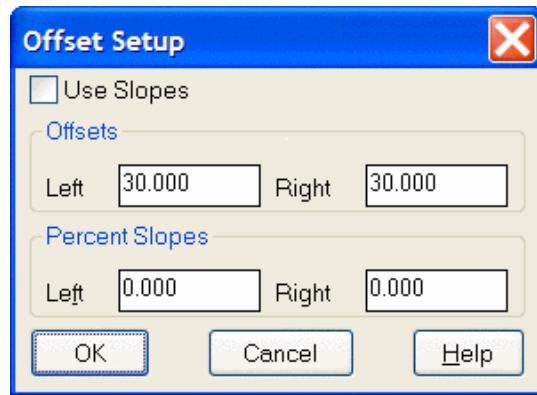 Offset Setup
Use Slopes
Offsets
Left 30.000 Right 30.000
Percent Slopes
Left 0.000 Right 0.000
OK Cancel Help